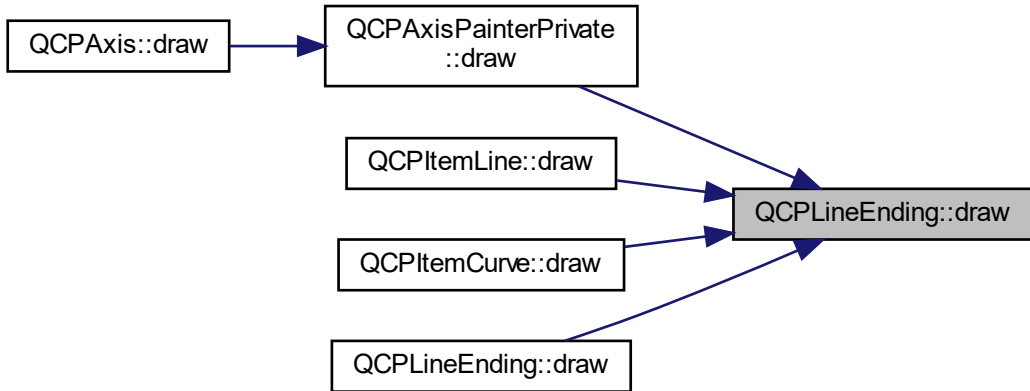 QCPAxis::draw
QCPAxisPainterPrivate
::draw
QCPItemLine::draw
QCPLineEnding::draw
QCPItemCurve::draw
QCPLineEnding::draw